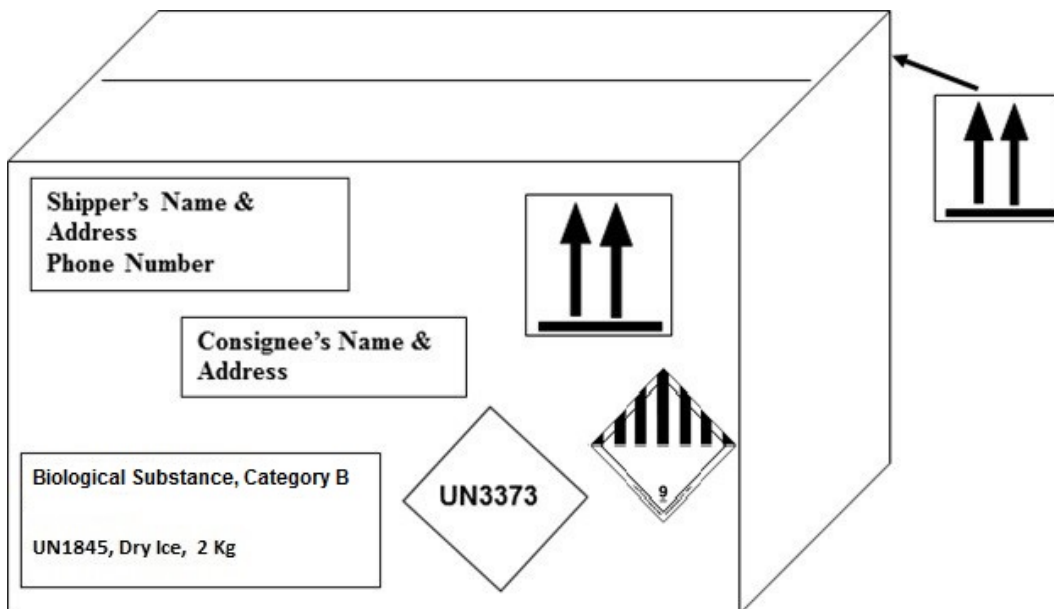 Shipper's Name &
Address
Phone Number
Consignee's Name &
Address
Biological Substance, Category B
UN1845, Dry Ice, 2 Kg
UN3373
9